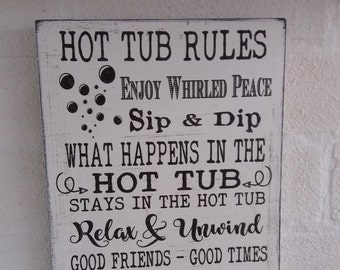 HOT TUB RULES
ENJOY WHIRLED PEACE
Sip & Dip
WHAT HAPPENS IN THE
HOT TUB
STAYS IN THE HOT TUB
Relax & Unwind
GOOD FRIENDS - GOOD TIMES